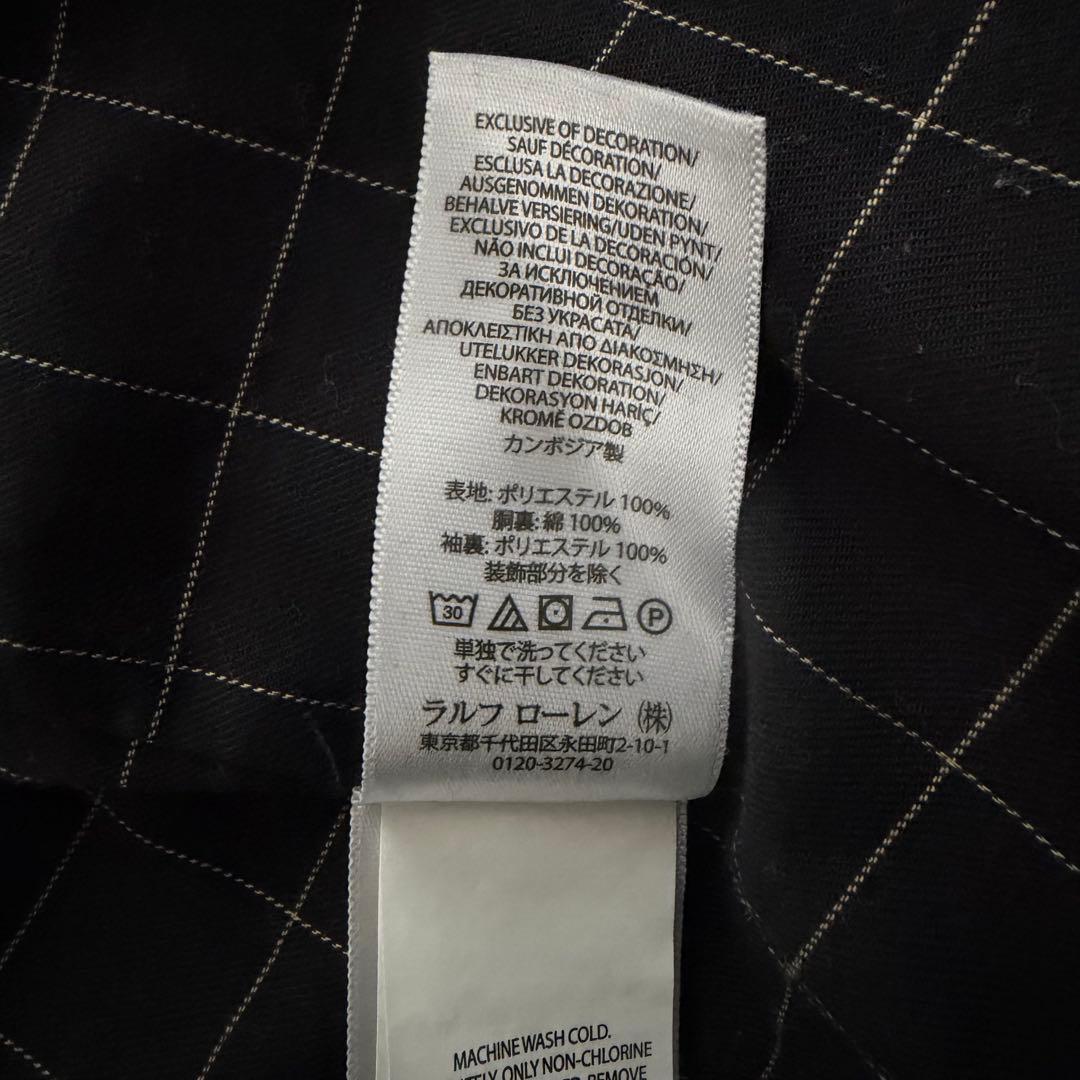 EXCLUSIVE OF DECORATION/
SAUF DÉCORATION/
ESCLUSA LA DECORAZIONE/
AUSGENOMMEN DEKORATION/
BEHALVE VERSIERING/UDEN PYNT/
EXCLUSIVO DE LA DECORACIÓN/
NÃO INCLUI DECORAÇÃO/
ЗА ИСКЛЮЧЕНИЕМ
ДЕКОРАТИВНОЙ ОТДЕЛКИ/
БЕЗ УКРАСАТА/
ΑΠΟΚΛΕΙΣΤΙΚΗ ΑΠΟ ΔΙΑΚΟΣΜΗΣΗ/
UTELUKKER DEKORASJON/
ENBART DEKORATION/
DEKORASYON HARİÇ/
KROMĚ OZDOB
カンボジア製
表地: ポリエステル 100%
胴裏: 綿 100%
袖裏: ポリエステル 100%
装飾部分を除く
30 P
単独で洗ってください
すぐに干してください
ラルフ ローレン (株)
東京都千代田区永田町2-10-1
0120-3274-20
MACHINE WASH COLD.
ONLY NON-CHLORINE
REMOVE